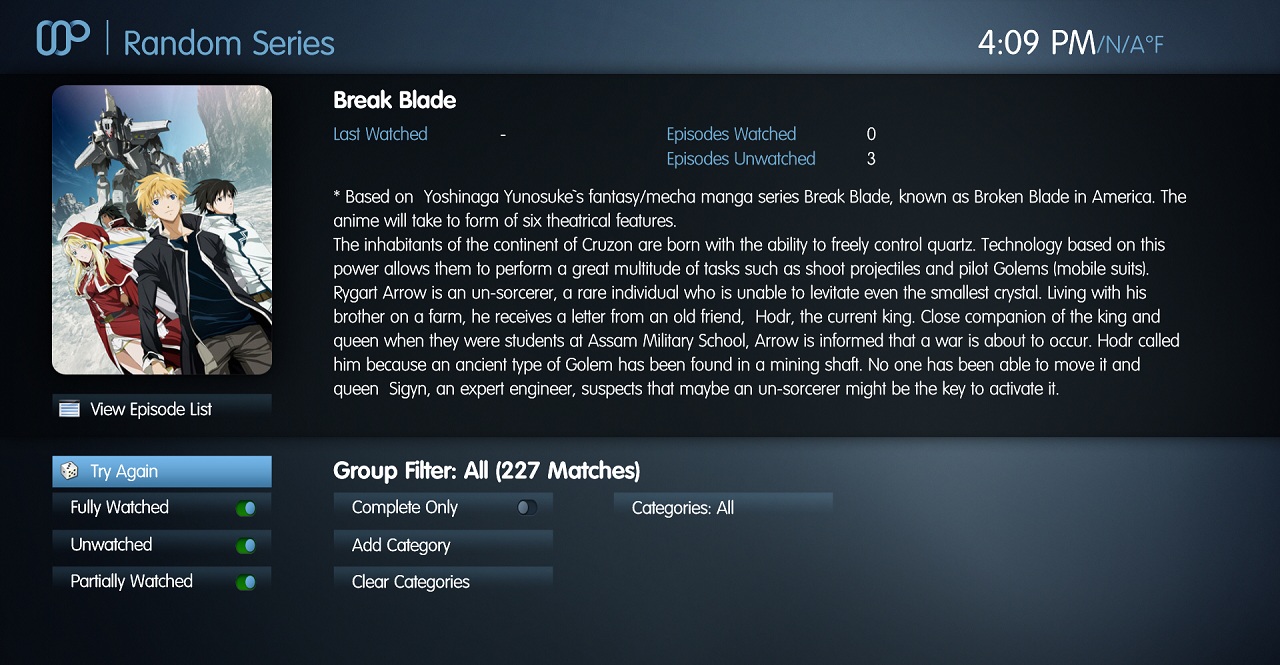 Random Series
4:09 PM/N/A°F
Break Blade
Last Watched -
Episodes Watched 0
Episodes Unwatched 3
* Based on  Yoshinaga Yunosuke`s fantasy/mecha manga series Break Blade, known as Broken Blade in America. The
anime will take to form of six theatrical features.
The inhabitants of the continent of Cruzon are born with the ability to freely control quartz. Technology based on this
power allows them to perform a great multitude of tasks such as shoot projectiles and pilot Golems (mobile suits).
Rygart Arrow is an un-sorcerer, a rare individual who is unable to levitate even the smallest crystal. Living with his
brother on a farm, he receives a letter from an old friend,  Hodr, the current king. Close companion of the king and
queen when they were students at Assam Military School, Arrow is informed that a war is about to occur. Hodr called
him because an ancient type of Golem has been found in a mining shaft. No one has been able to move it and
queen  Sigyn, an expert engineer, suspects that maybe an un-sorcerer might be the key to activate it.
View Episode List
Try Again
Fully Watched
Unwatched
Partially Watched
Group Filter: All (227 Matches)
Complete Only
Add Category
Clear Categories
Categories: All